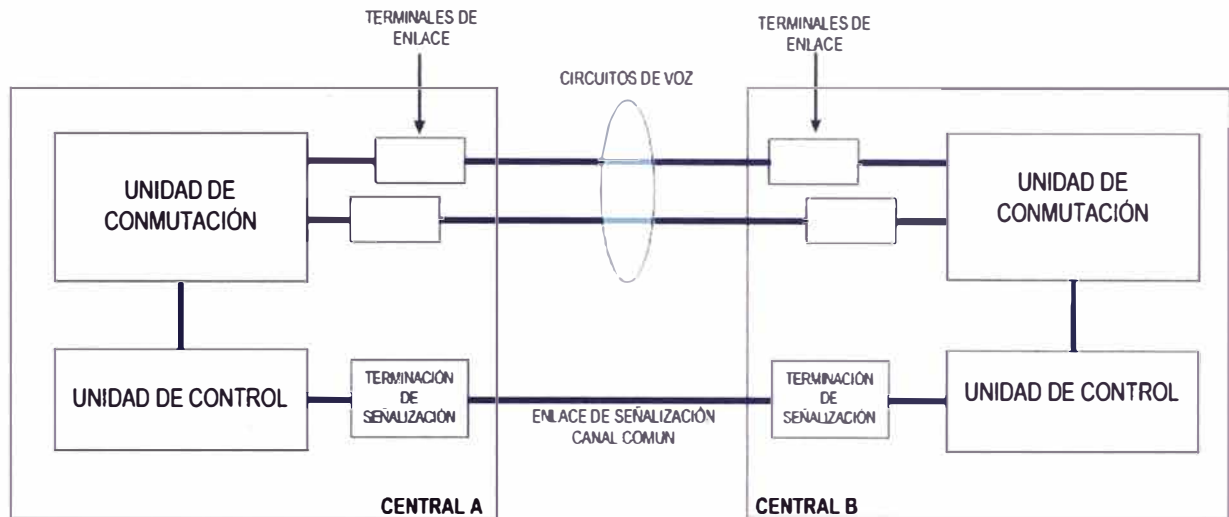 TERMINALES DE
ENLACE
TERMINALES DE
ENLACE
CIRCUITOS DE VOZ
UNIDAD DE
CONMUTACIÓN
UNIDAD DE
CONMUTACIÓN
UNIDAD DE CONTROL
TERMINACIÓN
DE
SEÑALIZACIÓN
ENLACE DE SEÑALIZACIÓN
CANAL COMUN
TERMINACIÓN
DE
SEÑALIZACIÓN
UNIDAD DE CONTROL
CENTRAL A
CENTRAL B